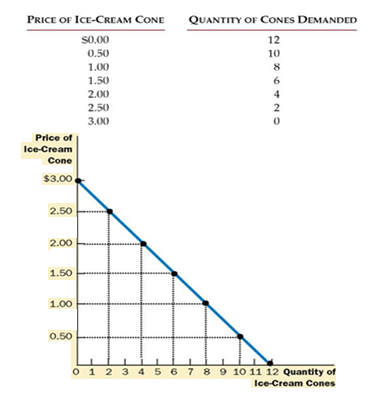 PRICE OF ICE-CREAM CONE QUANTITY OF CONES DEMANDED
$0.00 12
0.50 10
1.00 8
1.50 6
2.00 4
2.50 2
3.00 0
Price of
Ice-Cream
Cone
$3.00
2.50
2.00
1.50
1.00
0.50
0 1 2 3 4 5 6 7 8 9 10 11 12 Quantity of
Ice-Cream Cones